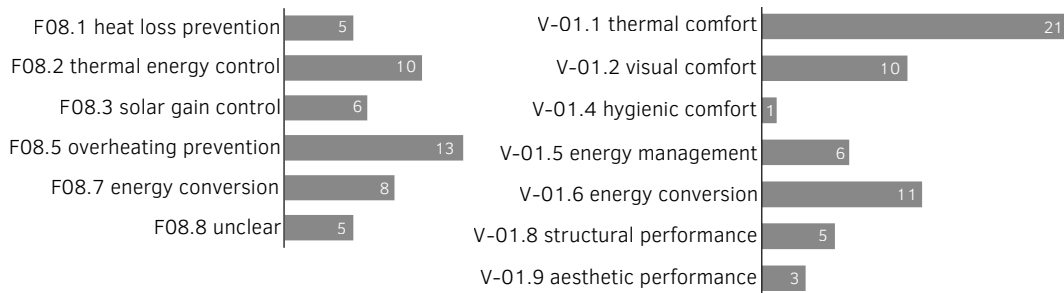 F08.1 heat loss prevention 5
F08.2 thermal energy control 10
F08.3 solar gain control 6
F08.5 overheating prevention 13
F08.7 energy conversion 8
F08.8 unclear 5
V-01.1 thermal comfort 21
V-01.2 visual comfort 10
V-01.4 hygienic comfort 1
V-01.5 energy management 6
V-01.6 energy conversion 11
V-01.8 structural performance 5
V-01.9 aesthetic performance 3